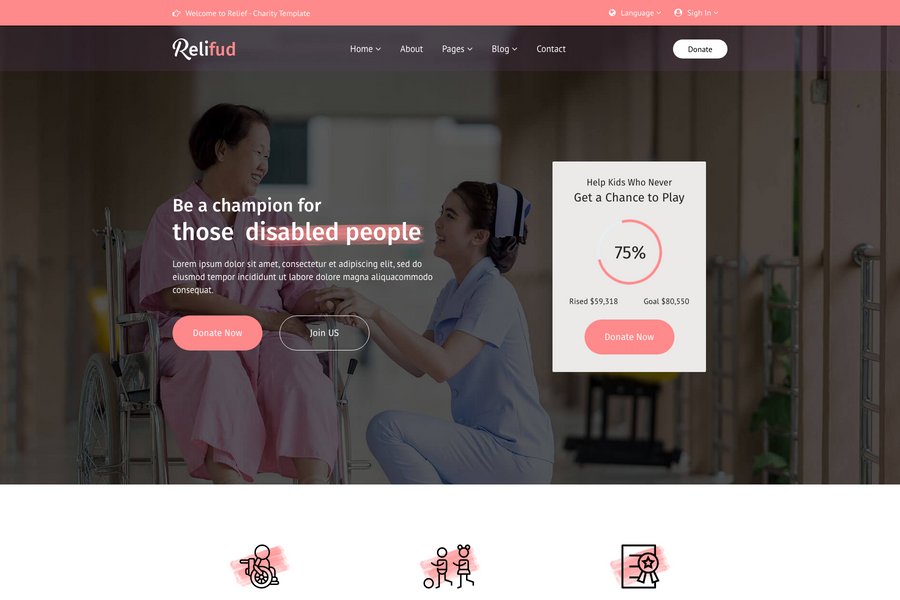 Welcome to Relief - Charity Template
Language
Sigh In
Relifud
Home
About
Pages
Blog
Contact
Donate
Be a champion for
those disabled people
Lorem ipsum dolor sit amet, consectetur et adipiscing elit, sed do
eiusmod tempor incididunt ut labore dolore magna aliquacommodo
consequat.
Donate Now
Join US
Help Kids Who Never
Get a Chance to Play
75%
Rised $59,318
Goal $80,550
Donate Now